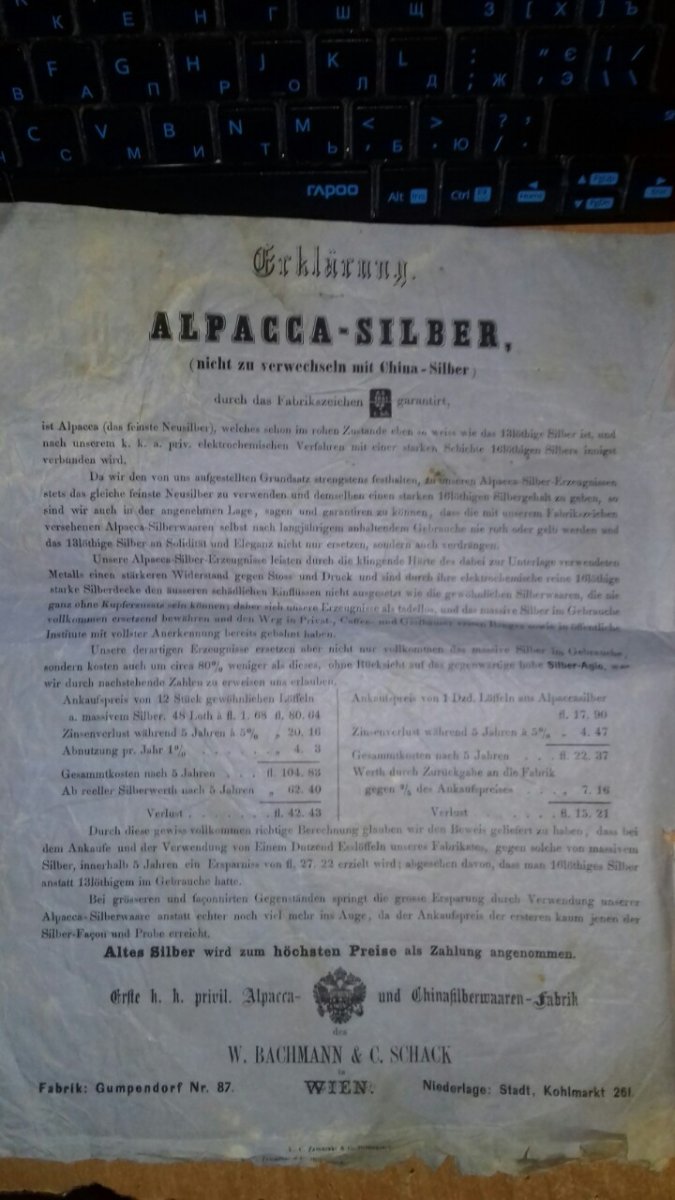 К Е Н Г Ш Щ З [ Х ] Ъ
F G H J K L : ; " ' Є | /
В А П Р О Л Д Ж , Э \ \
C V B N M < > ? ,
Ч С М И Т Ь , Б . Ю / .
ГАРОО Alt Ctrl
Erklärung.
ALPACCA-SILBER,
(nicht zu verwechseln mit China-Silber)
durch das Fabrikszeichen garantirt,
ist Alpacca (das feinste Neusilber), welches schon im rohen Zustande eben so weiss wie das 13löthige Silber ist, und
nach unserem k. k. a. priv. elektrochemischen Verfahren mit einer starken Schichte 16löthigen Silbers innigst
verbunden wird.
Da wir den von uns aufgestellten Grundsatz strengstens festhalten, zu unseren Alpacca-Silber-Erzeugnissen
stets das gleiche feinste Neusilber zu verwenden und demselben einen starken 16löthigen Silbergehalt zu geben, so
sind wir auch in der angenehmen Lage, sagen und garantiren zu können, dass die mit unserem Fabrikszeichen
versehenen Alpacca-Silberwaaren selbst nach langjährigem anhaltendem Gebrauche nie roth oder gelb werden und
das 13löthige Silber an Solidität und Eleganz nicht nur ersetzen, sondern auch verdrängen.
Unsere Alpacca-Silber-Erzeugnisse leisten durch die klingende Härte des dabei zur Unterlage verwendeten
Metalls einen stärkeren Widerstand gegen Stoss und Druck und sind durch ihre elektrochemische reine 16löthige
starke Silberdecke den äusseren schädlichen Einflüssen nicht ausgesetzt wie die gewöhnlichen Silberwaaren, die nie
ganz ohne Kupferzusatz sein können; daher sich unsere Erzeugnisse als tadellos, und das massive Silber im Gebrauche
vollkommen ersetzend bewähren und den Weg in Privat-, Caffee- und Gasthäuser ersten Ranges sowie in öffentliche
Institute mit vollster Anerkennung bereits gebahnt haben.
Unsere derartigen Erzeugnisse ersetzen aber nicht nur vollkommen das massive Silber im Gebrauche,
sondern kosten auch um circa 80% weniger als dieses, ohne Rücksicht auf das gegenwärtige hohe Silber-Agio, was
wir durch nachstehende Zahlen zu erweisen uns erlauben.
Ankaufspreis von 12 Stück gewöhnlichen Löffeln
a. massivem Silber, 48 Loth à fl. 1. 68 fl. 80. 64
Zinsenverlust während 5 Jahren à 5% „ 20. 16
Abnutzung pr. Jahr 1% . . . . . . . „ 4. 3
Gesammtkosten nach 5 Jahren . . . fl. 104. 83
Ab reeller Silberwerth nach 5 Jahren „ 62. 40
Verlust . . . . . . . fl. 42. 43
Ankaufspreis von 1 Dzd. Löffeln aus Alpaccasilber
fl. 17. 90
Zinsenverlust während 5 Jahren à 5% „ 4. 47
Gesammtkosten nach 5 Jahren . . . fl. 22. 37
Werth durch Zurückgabe an die Fabrik
gegen % des Ankaufspreises . . . . „ 7. 16
Verlust . . . . . . fl. 15. 21
Durch diese gewiss vollkommen richtige Berechnung glauben wir den Beweis geliefert zu haben, dass bei
dem Ankaufe und der Verwendung von Einem Dutzend Esslöffeln unseres Fabrikates, gegen solche von massivem
Silber, innerhalb 5 Jahren ein Ersparniss von fl. 27. 22 erzielt wird; abgesehen davon, dass man 16löthiges Silber
anstatt 13löthigem im Gebrauche hatte.
Bei grösseren und façonnirten Gegenständen springt die grosse Ersparung durch Verwendung unserer
Alpacca-Silberwaare anstatt echter noch viel mehr ins Auge, da der Ankaufspreis der ersteren kaum jenen der
Silber-Façon und Probe erreicht.
Altes Silber wird zum höchsten Preise als Zahlung angenommen.
Erste k. k. privil. Alpacca- und Chinasilberwaaren-Fabrik
des
W. BACHMANN & C. SCHACK
in
Fabrik: Gumpendorf Nr. 87. WIEN. Niederlage: Stadt, Kohlmarkt 261.